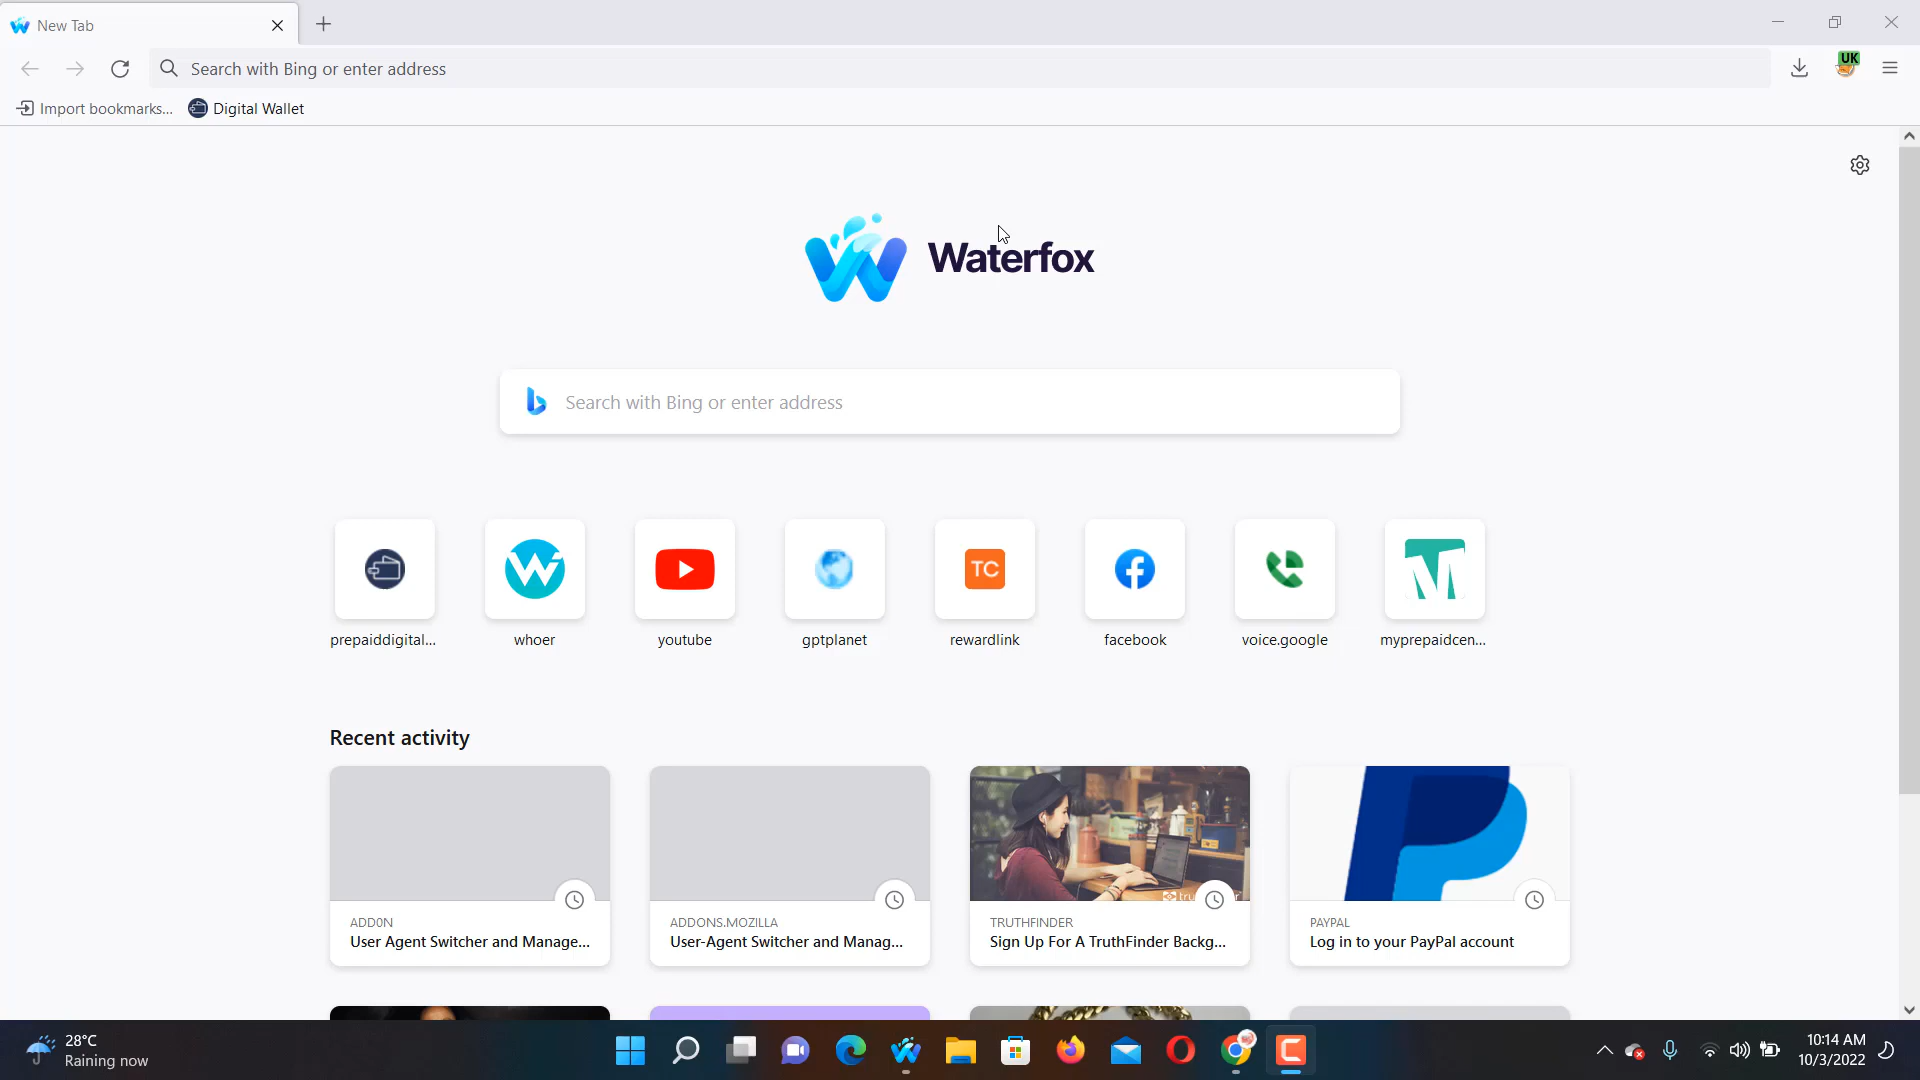 New Tab
Search with Bing or enter address
UK
Import bookmarks...
Digital Wallet
Waterfox
Search with Bing or enter address
TC
prepaiddigital...
whoer
youtube
gptplanet
rewardlink
facebook
voice.google
myprepaidcen...
Recent activity
ADD0N
User Agent Switcher and Manage...
ADDONS.MOZILLA
User-Agent Switcher and Manag...
TRUTHFINDER
Sign Up For A TruthFinder Backg...
PAYPAL
Log in to your PayPal account
28°C
Raining now
10:14 AM
10/3/2022